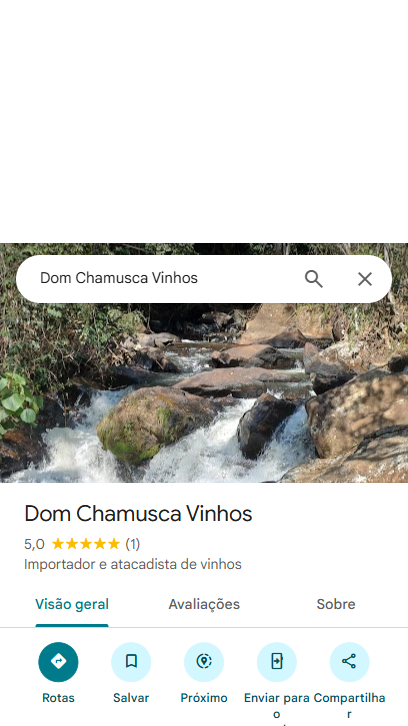 Dom Chamusca Vinhos
Dom Chamusca Vinhos
5,0 (1)
Importador e atacadista de vinhos
Visão geral Avaliações Sobre
Rotas Salvar Próximo Enviar para o Compartilhar